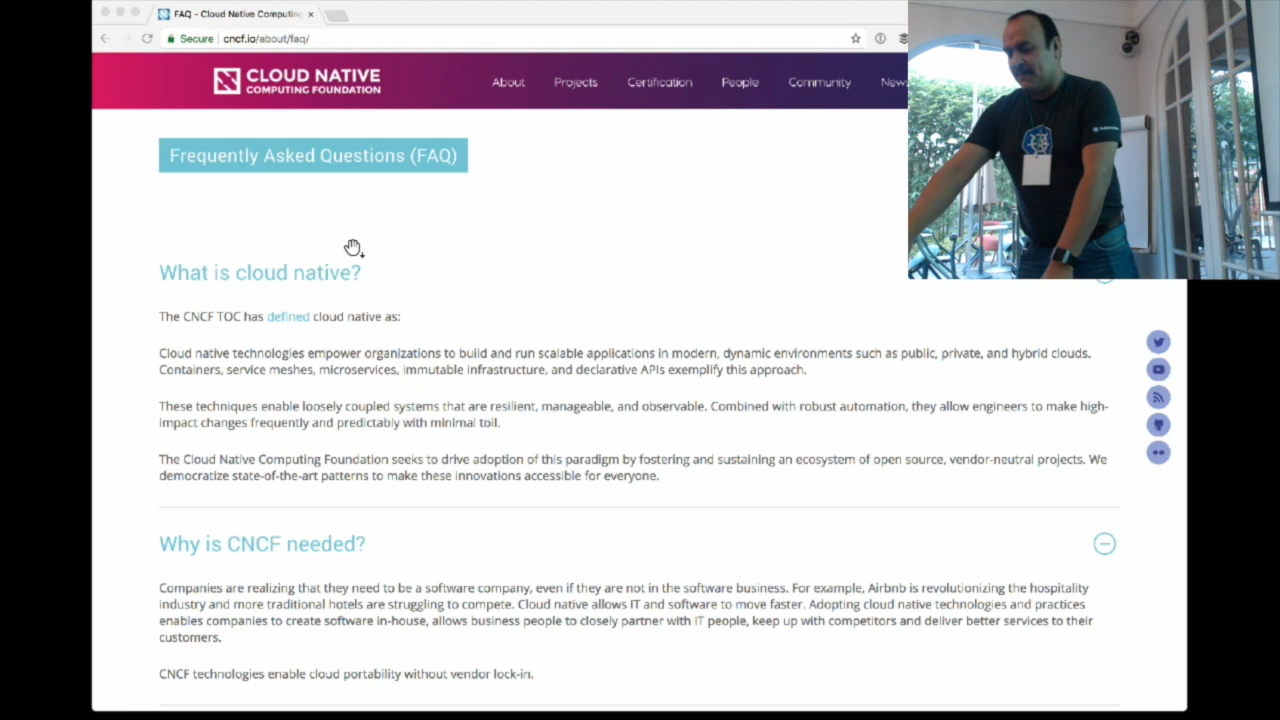 FAQ - Cloud Native Computing
Secure
cncf.io/about/faq/
CLOUD NATIVE
COMPUTING FOUNDATION
About
Projects
Certification
People
Community
News
Frequently Asked Questions (FAQ)
What is cloud native?
The CNCF TOC has defined cloud native as:
Cloud native technologies empower organizations to build and run scalable applications in modern, dynamic environments such as public, private, and hybrid clouds.
Containers, service meshes, microservices, immutable infrastructure, and declarative APIs exemplify this approach.
These techniques enable loosely coupled systems that are resilient, manageable, and observable. Combined with robust automation, they allow engineers to make high-
impact changes frequently and predictably with minimal toil.
The Cloud Native Computing Foundation seeks to drive adoption of this paradigm by fostering and sustaining an ecosystem of open source, vendor-neutral projects. We
democratize state-of-the-art patterns to make these innovations accessible for everyone.
Why is CNCF needed?
Companies are realizing that they need to be a software company, even if they are not in the software business. For example, Airbnb is revolutionizing the hospitality
industry and more traditional hotels are struggling to compete. Cloud native allows IT and software to move faster. Adopting cloud native technologies and practices
enables companies to create software in-house, allows business people to closely partner with IT people, keep up with competitors and deliver better services to their
customers.
CNCF technologies enable cloud portability without vendor lock-in.